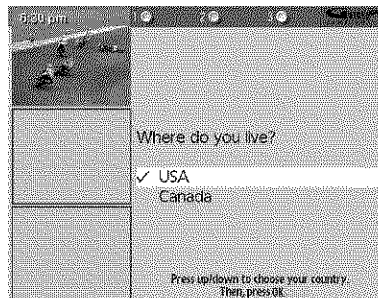 6:30 pm
1
2
3
Where do you live?
✓ USA
Canada
Press up/down to choose your country.
Then, press OK